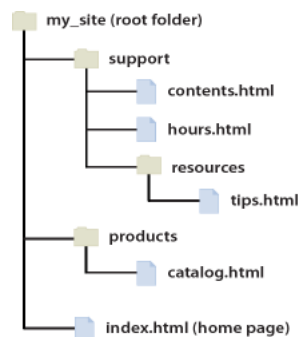 my_site (root folder)
support
contents.html
hours.html
resources
tips.html
products
catalog.html
index.html (home page)